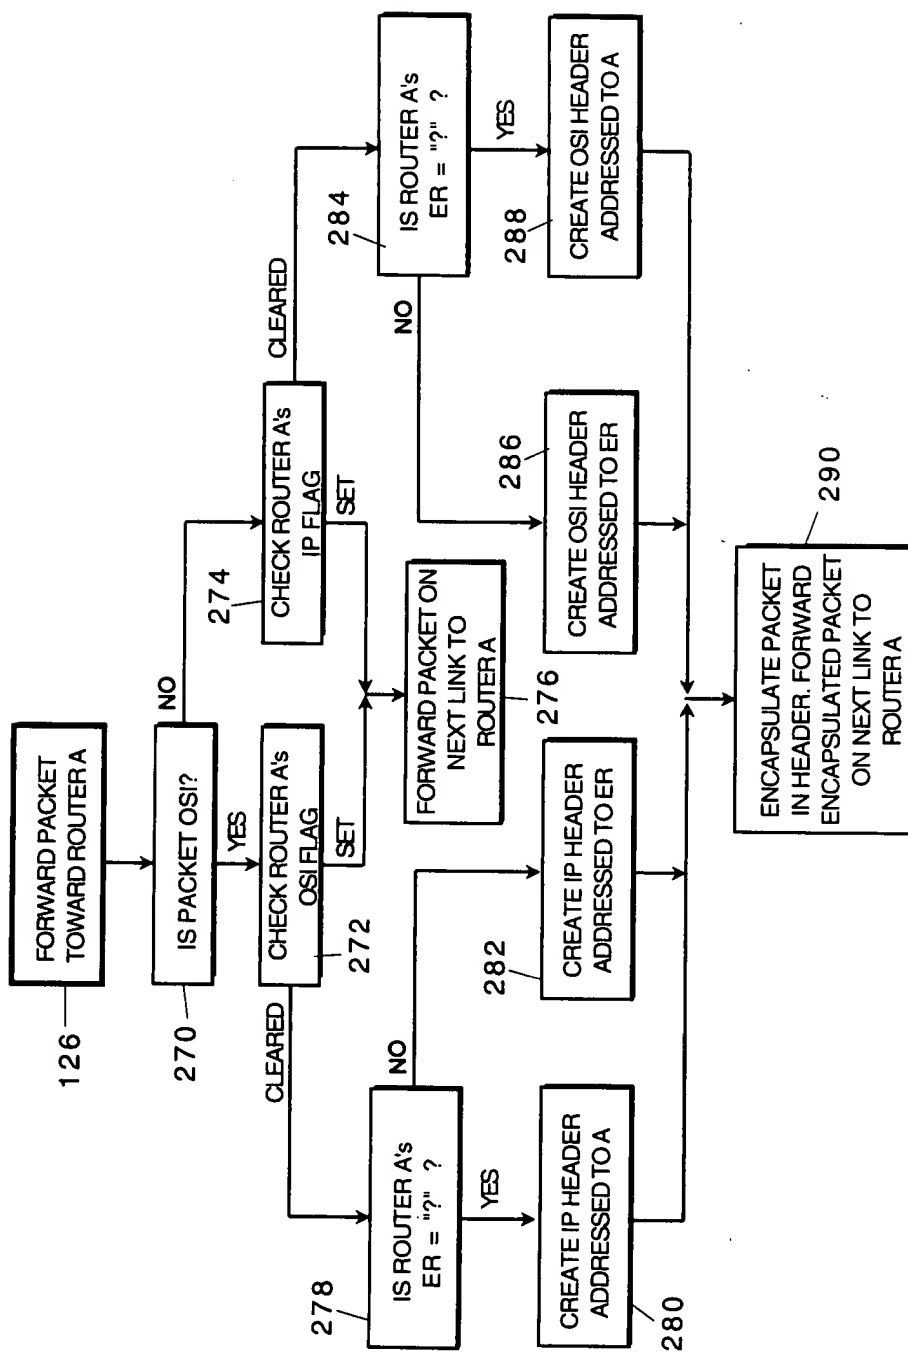 126
FORWARD PACKET
TOWARD ROUTER A
270
IS PACKET OSI?
NO
YES
272
CHECK ROUTER A's
OSI FLAG
CLEARED
SET
274
CHECK ROUTER A's
IP FLAG
SET
CLEARED
FORWARD PACKET ON
NEXT LINK TO
ROUTER A
276
278
IS ROUTER A's
ER = "?" ?
NO
YES
284
IS ROUTER A's
ER = "?" ?
NO
YES
CREATE IP HEADER
ADDRESSED TO A
280
282
CREATE IP HEADER
ADDRESSED TO ER
286
CREATE OSI HEADER
ADDRESSED TO ER
288
CREATE OSI HEADER
ADDRESSED TO A
290
ENCAPSULATE PACKET
IN HEADER. FORWARD
ENCAPSULATED PACKET
ON NEXT LINK TO
ROUTER A